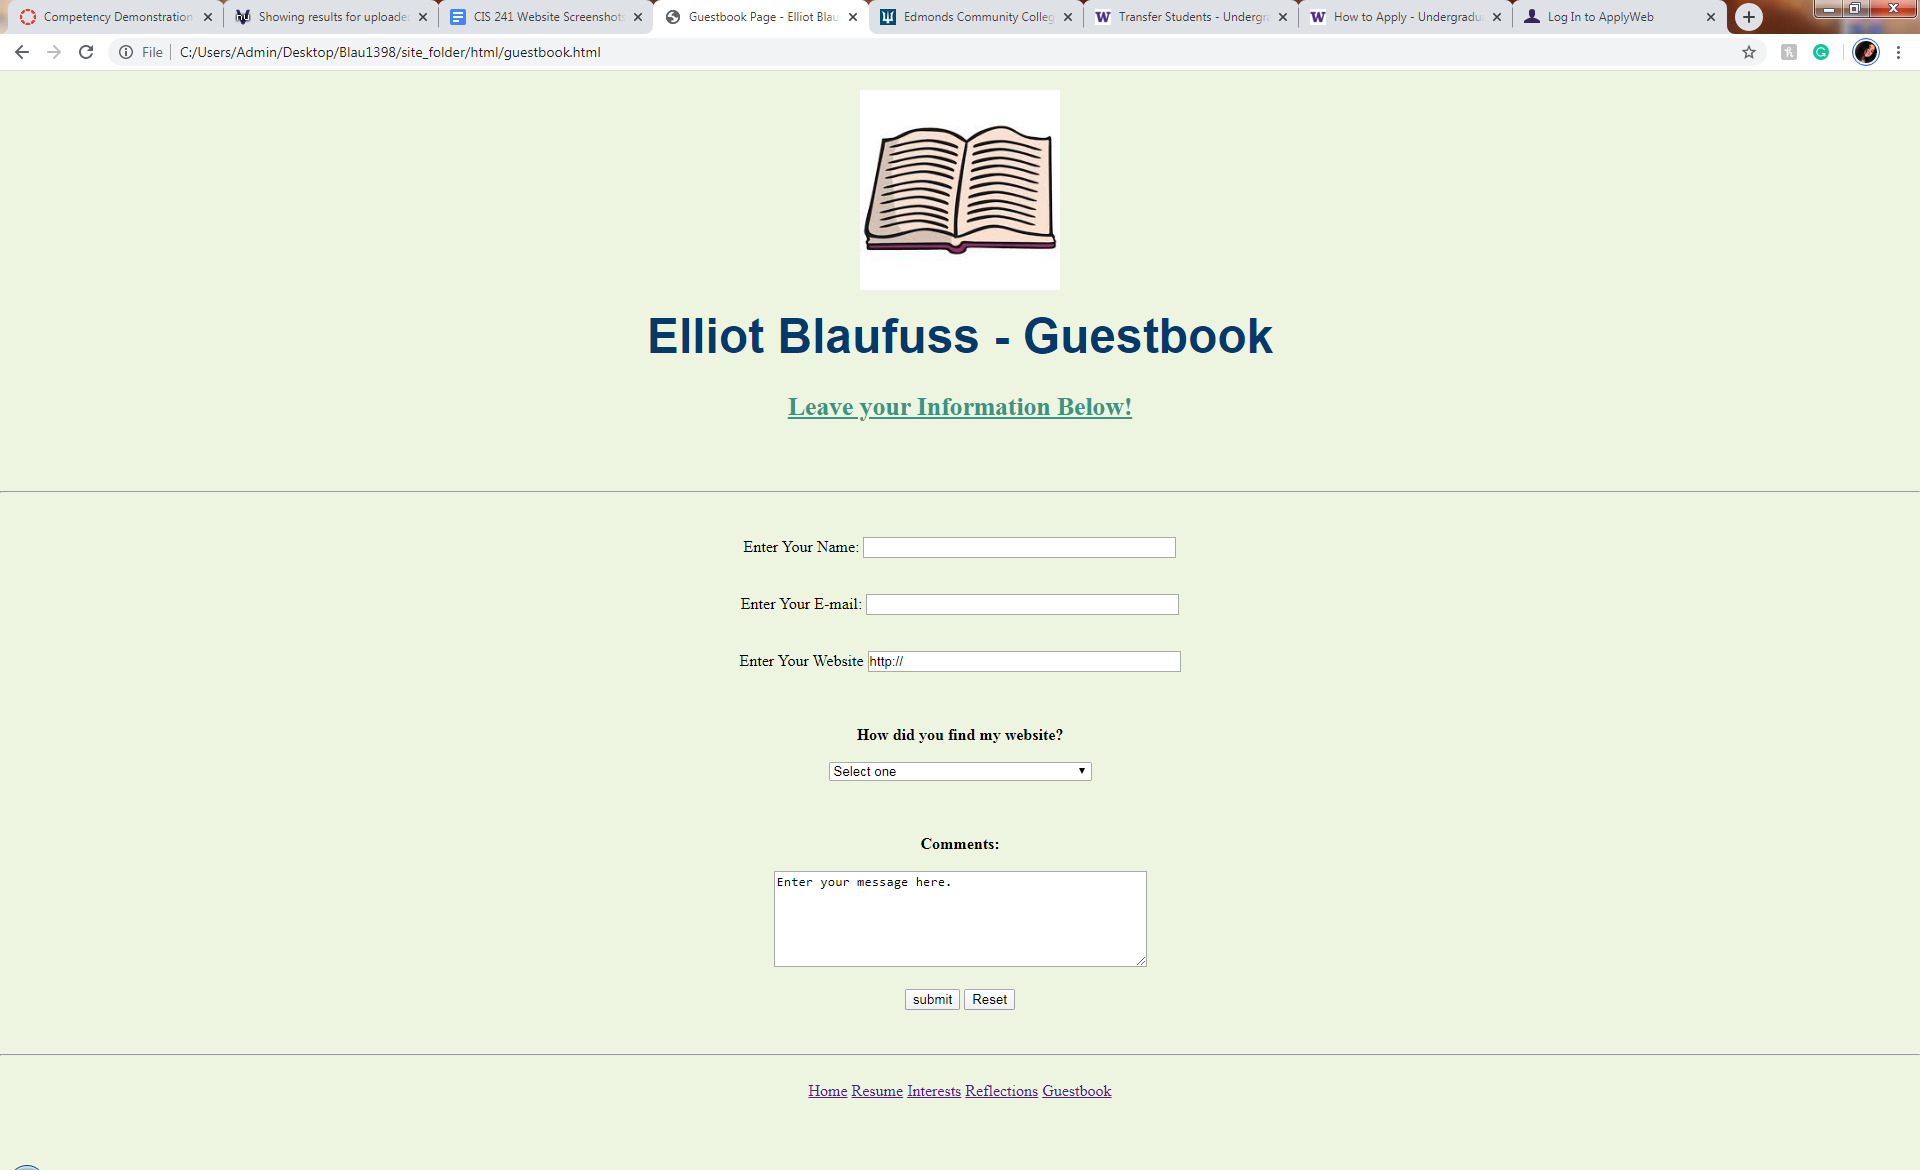 Competency Demonstration
Showing results for uploaded
CIS 241 Website Screenshots
Guestbook Page - Elliot Blau
Edmonds Community Colleg
Transfer Students - Undergra
How to Apply - Undergradu
Log In to ApplyWeb
File
C:/Users/Admin/Desktop/Blau1398/site_folder/html/guestbook.html
Elliot Blaufuss - Guestbook
Leave your Information Below!
Enter Your Name:
Enter Your E-mail:
Enter Your Website http://
How did you find my website?
Select one
Comments:
Enter your message here.
submit Reset
Home Resume Interests Reflections Guestbook